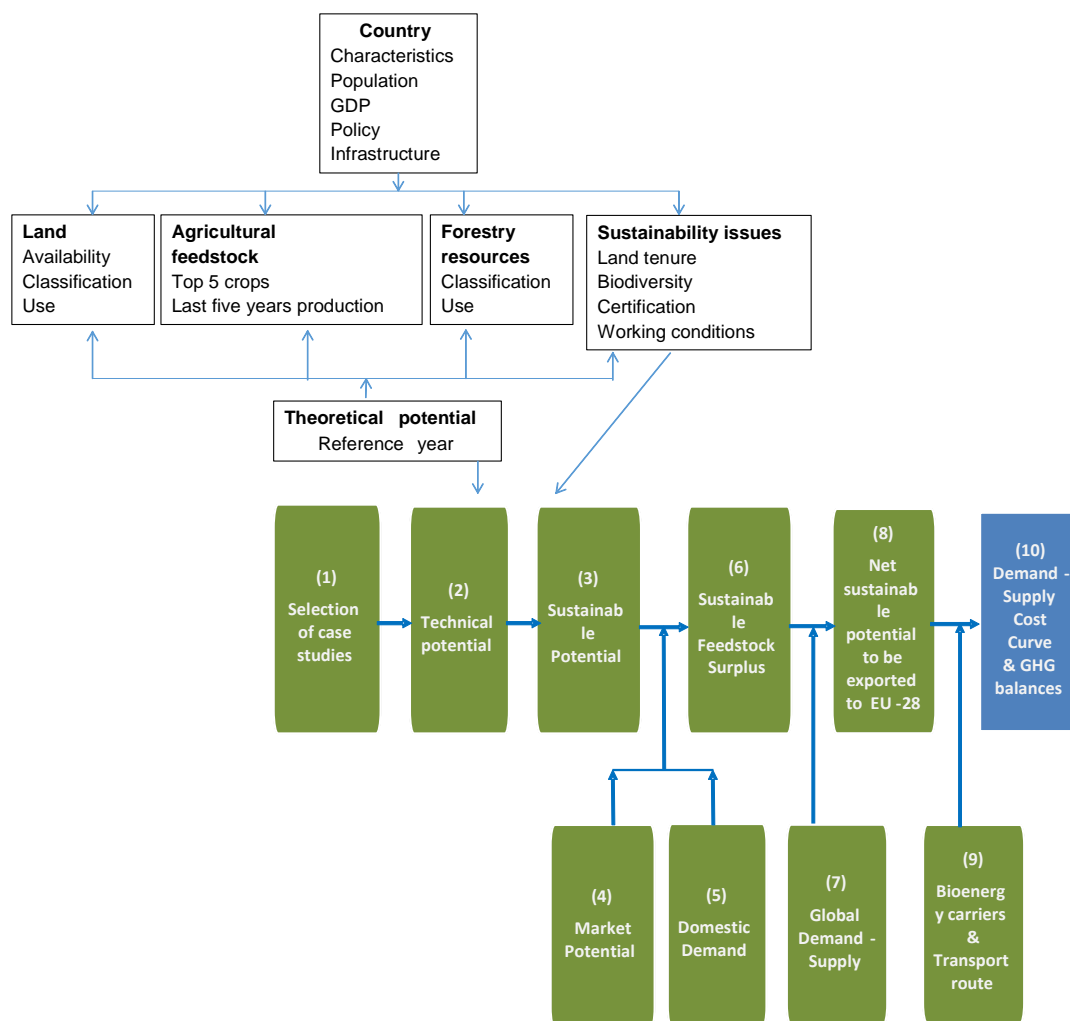 Country
Characteristics
Population
GDP
Policy
Infrastructure
Land
Availability
Classification
Use
Agricultural
feedstock
Top 5 crops
Last five years production
Forestry
resources
Classification
Use
Sustainability issues
Land tenure
Biodiversity
Certification
Working conditions
Theoretical potential
Reference year
(1)
Selection
of case
studies
(2)
Technical
potential
(3)
Sustainab
le
Potential
(6)
Sustainab
le
Feedstock
Surplus
(8)
Net
sustainab
le
potential
to be
exported
to EU -28
(10)
Demand -
Supply
Cost
Curve
& GHG
balances
(4)
Market
Potential
(5)
Domestic
Demand
(7)
Global
Demand -
Supply
(9)
Bioenerg
y carriers
&
Transport
route